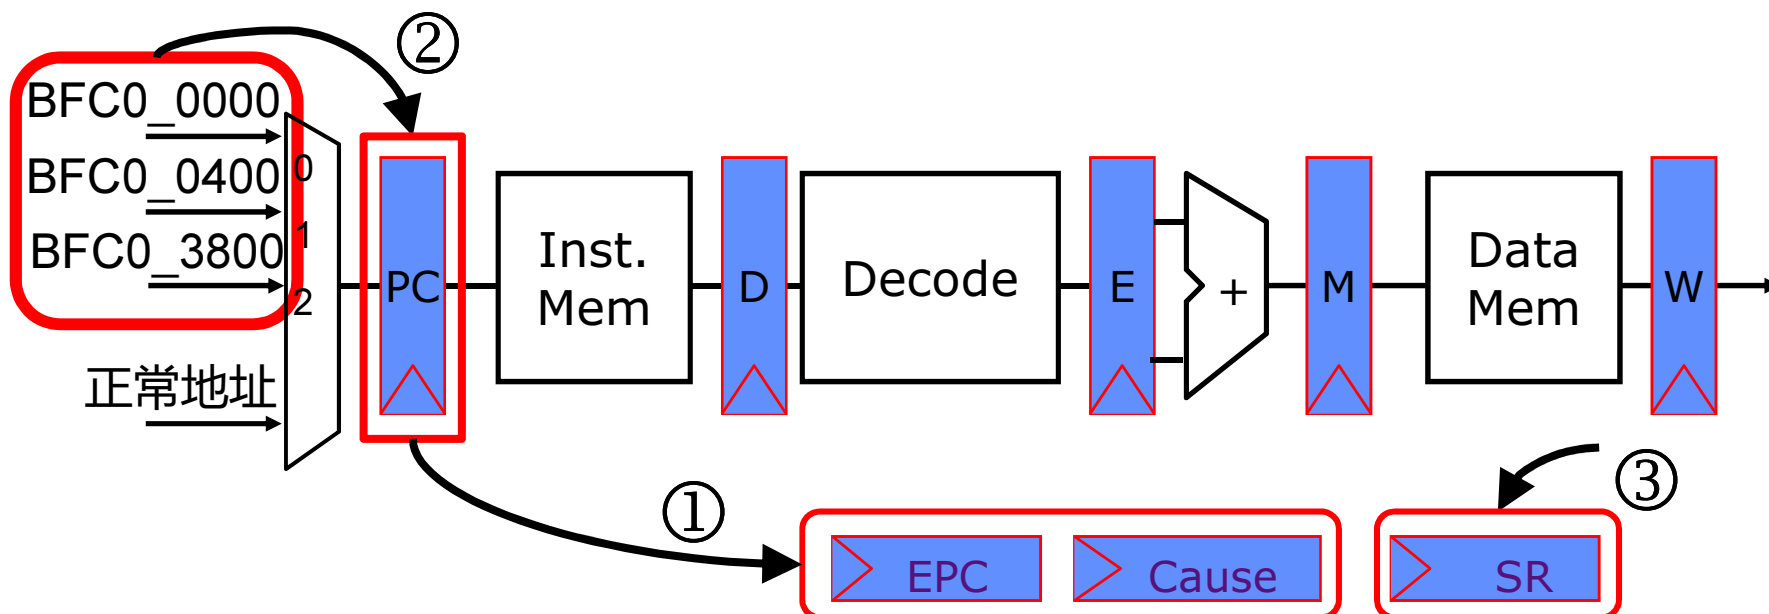 ②
BFC0_0000
BFC0_0400
BFC0_3800
正常地址
0
1
2
PC
Inst.
Mem
D
Decode
E
+
M
Data
Mem
W
①
③
EPC
Cause
SR